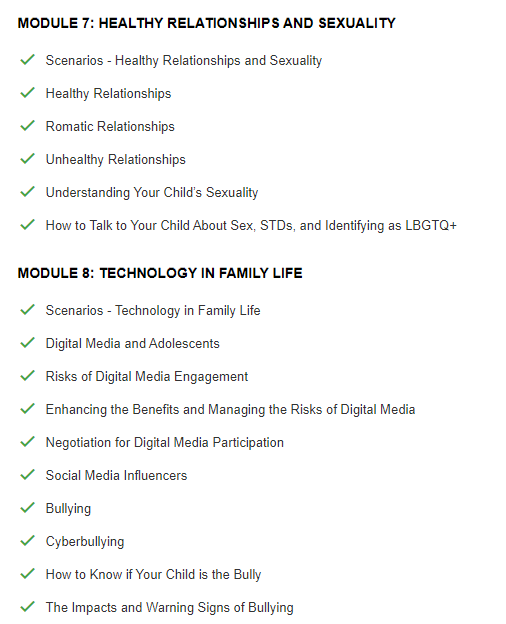 MODULE 7: HEALTHY RELATIONSHIPS AND SEXUALITY
Scenarios - Healthy Relationships and Sexuality
Healthy Relationships
Romatic Relationships
Unhealthy Relationships
Understanding Your Child's Sexuality
How to Talk to Your Child About Sex, STDs, and Identifying as LBGTQ+
MODULE 8: TECHNOLOGY IN FAMILY LIFE
Scenarios - Technology in Family Life
Digital Media and Adolescents
Risks of Digital Media Engagement
Enhancing the Benefits and Managing the Risks of Digital Media
Negotiation for Digital Media Participation
Social Media Influencers
Bullying
Cyberbullying
How to Know if Your Child is the Bully
The Impacts and Warning Signs of Bullying